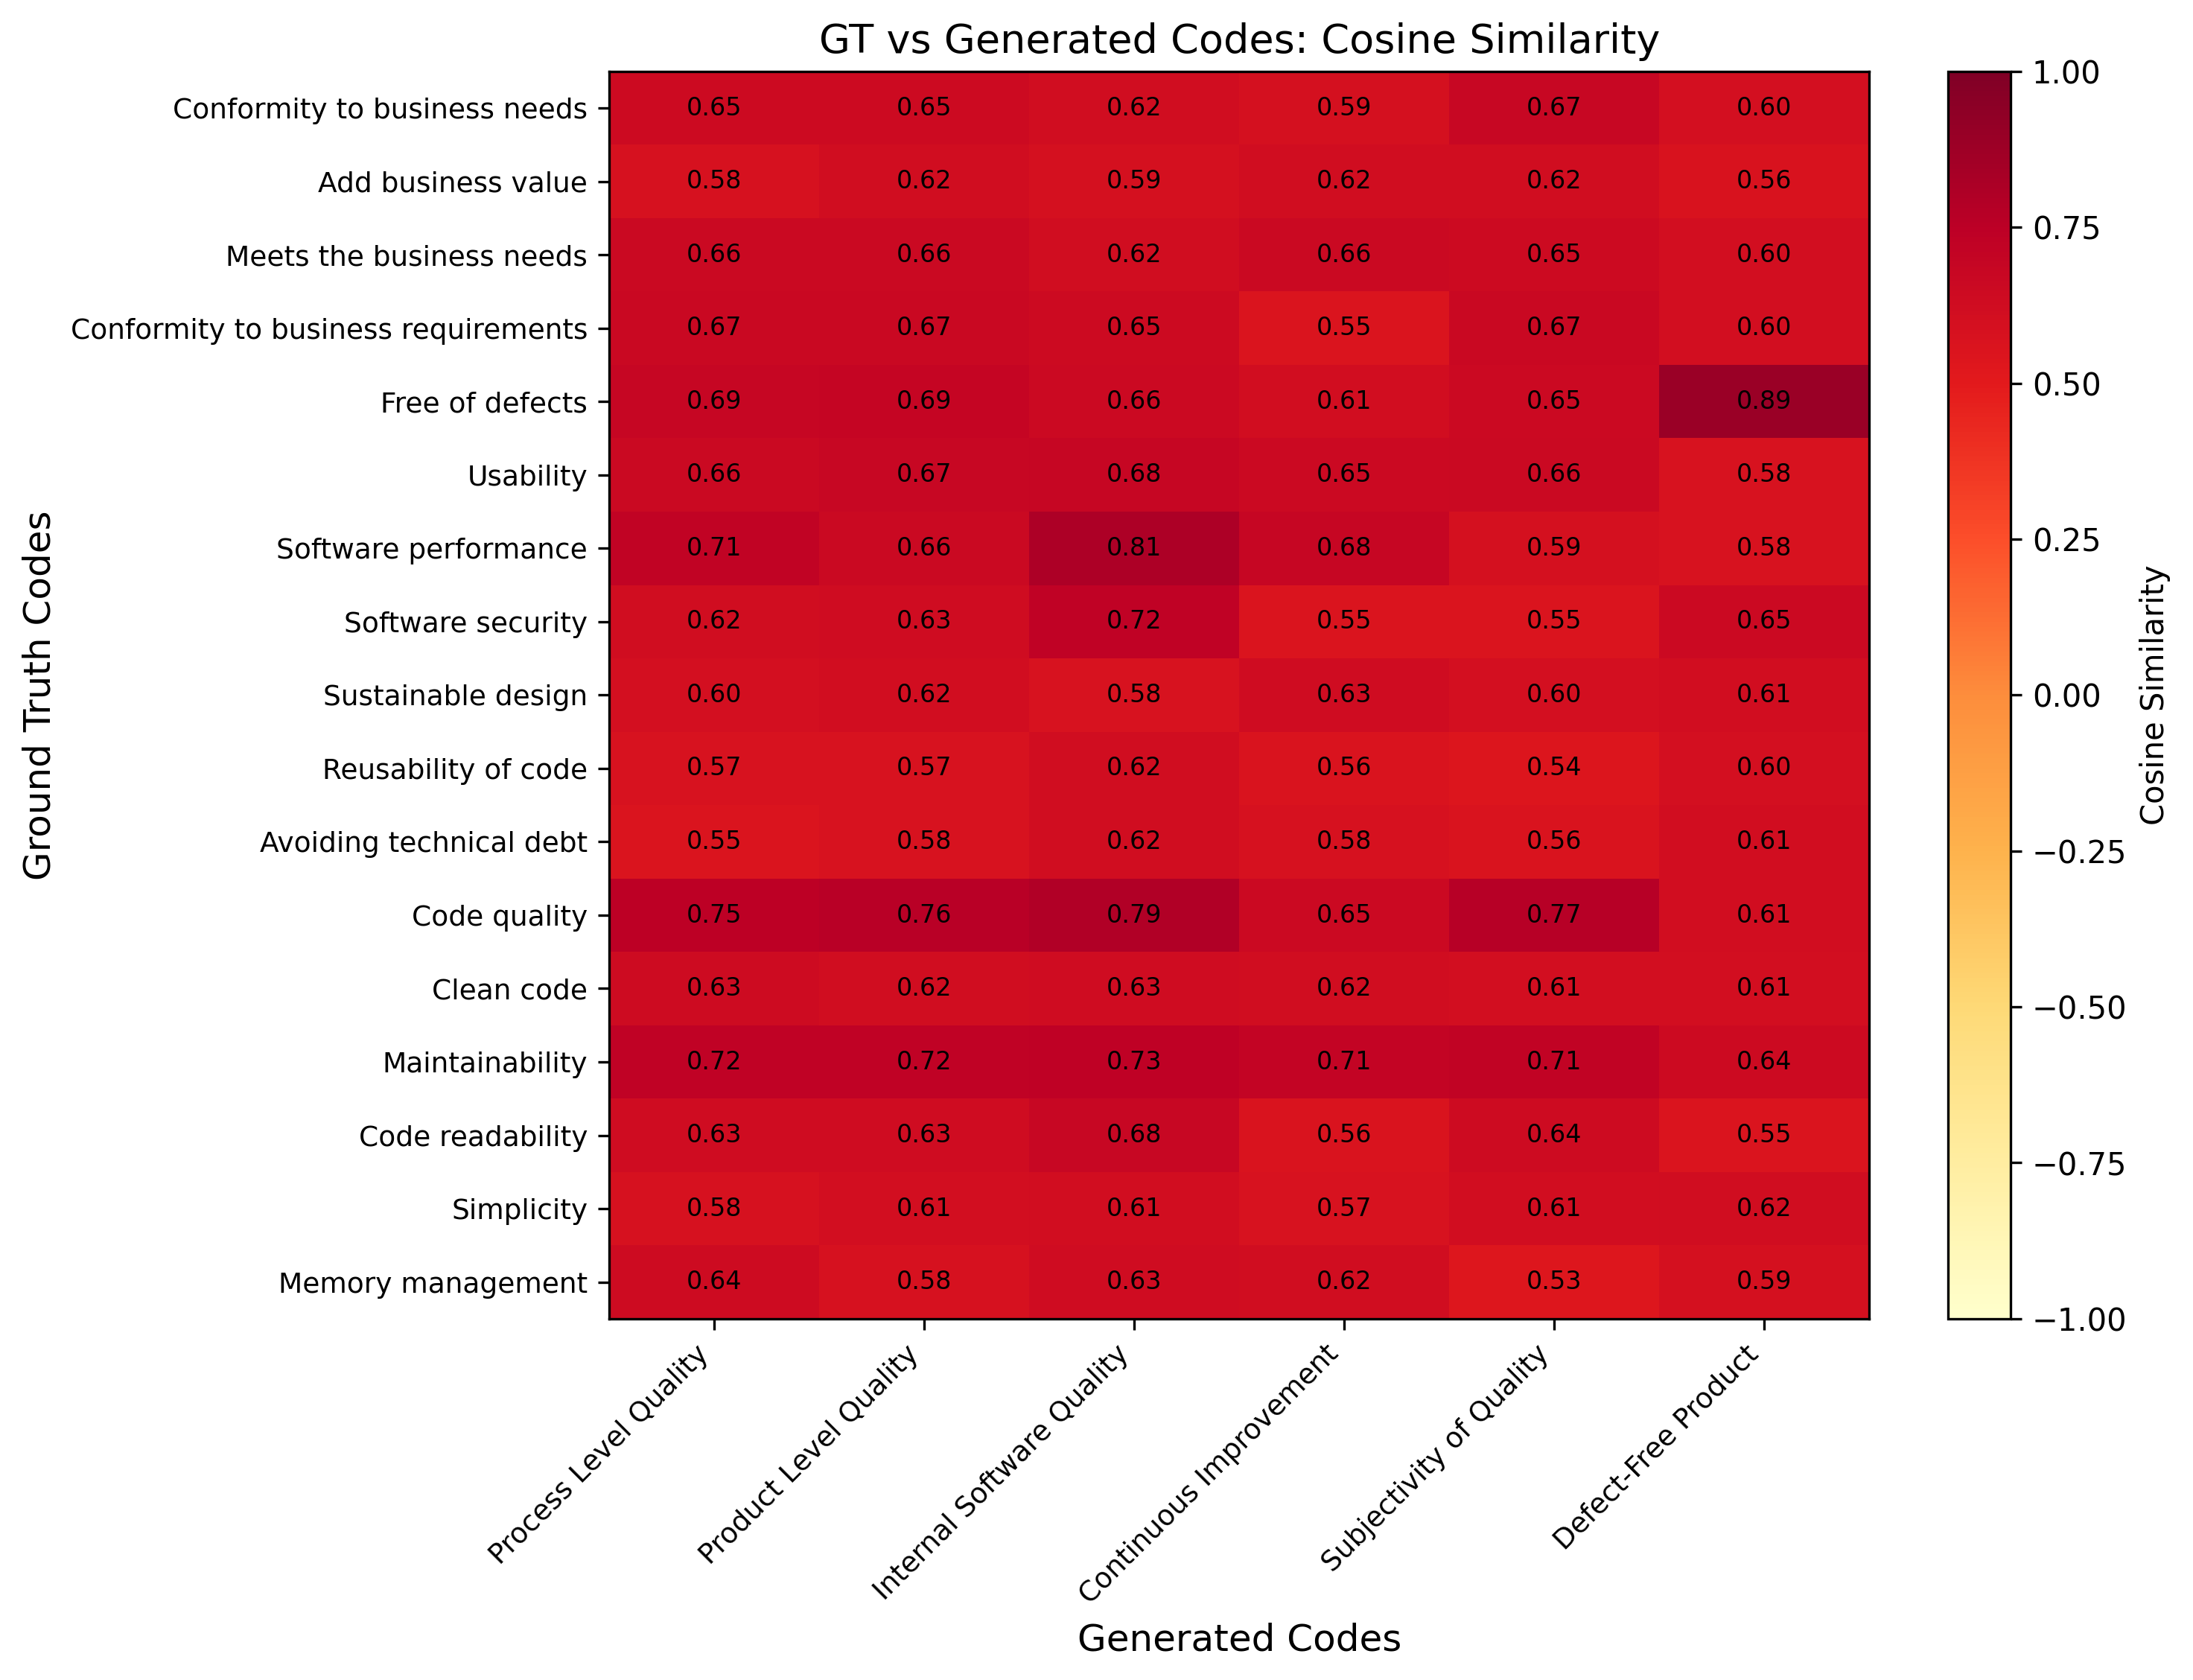 GT vs Generated Codes: Cosine Similarity
Ground Truth Codes
Conformity to business needs 0.65 0.65 0.62 0.59 0.67 0.60
Add business value 0.58 0.62 0.59 0.62 0.62 0.56
Meets the business needs 0.66 0.66 0.62 0.66 0.65 0.60
Conformity to business requirements 0.67 0.67 0.65 0.55 0.67 0.60
Free of defects 0.69 0.69 0.66 0.61 0.65 0.89
Usability 0.66 0.67 0.68 0.65 0.66 0.58
Software performance 0.71 0.66 0.81 0.68 0.59 0.58
Software security 0.62 0.63 0.72 0.55 0.55 0.65
Sustainable design 0.60 0.62 0.58 0.63 0.60 0.61
Reusability of code 0.57 0.57 0.62 0.56 0.54 0.60
Avoiding technical debt 0.55 0.58 0.62 0.58 0.56 0.61
Code quality 0.75 0.76 0.79 0.65 0.77 0.61
Clean code 0.63 0.62 0.63 0.62 0.61 0.61
Maintainability 0.72 0.72 0.73 0.71 0.71 0.64
Code readability 0.63 0.63 0.68 0.56 0.64 0.55
Simplicity 0.58 0.61 0.61 0.57 0.61 0.62
Memory management 0.64 0.58 0.63 0.62 0.53 0.59
Process Level Quality
Product Level Quality
Internal Software Quality
Continuous Improvement
Subjectivity of Quality
Defect-Free Product
Generated Codes
1.00
0.75
0.50
0.25
0.00
−0.25
−0.50
−0.75
−1.00
Cosine Similarity